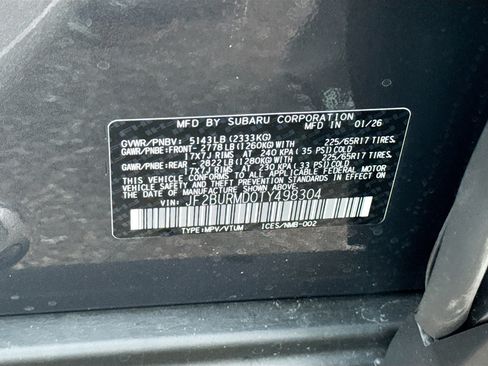 MFD BY SUBARU CORPORATION
MFD IN 01/26
GVWR/PNBV: 5143LB(2333KG)
GAWR/PNBE:FRONT-2778LB(1260KG)WITH 225/65R17 TIRES.
17X7J RIMS AT 240 KPA( 35 PSI)COLD
GAWR/PNBE:REAR -2822LB(1280KG)WITH 225/65R17 TIRES.
17X7J RIMS AT 230 KPA( 33 PSI)COLD
THIS VEHICLE CONFORMS TO ALL APPLICABLE FEDERAL MOTOR
VEHICLE SAFETY STANDARDS IN EFFECT ON
THE DATE OF MANUFACTURE SHOWN ABOVE.
VIN: JF2BURMD0TY498304
TYPE:MPV/VTUM ICES/NMB-002